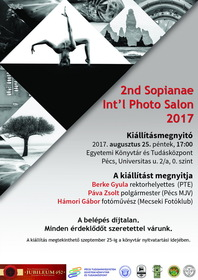 2nd Sopianae
Int'l Photo Salon
2017
Kiállításmegnyitó
2017. augusztus 25. péntek, 17:00
Egyetemi Könyvtár és Tudásközpont
Pécs, Universitas u. 2/a, 0. szint
A kiállítást megnyitja
Berke Gyula rektorhelyettes (PTE)
Páva Zsolt polgármester (Pécs MJV)
Hámori Gábor fotóművész (Mecseki Fotóklub)
A belépés díjtalan.
Minden érdeklődőt szeretettel várunk.
A kiállítás megtekinthető szeptember 25-ig a könyvtár nyitvatartási idejében.
JUBILEUM